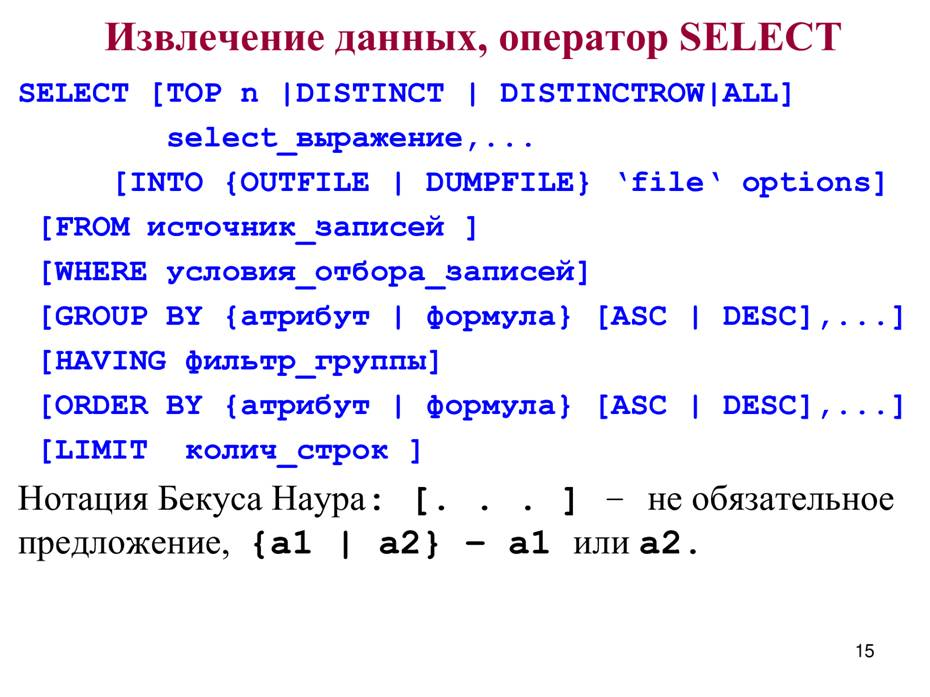 Извлечение данных, оператор SELECT
SELECT [TOP n |DISTINCT | DISTINCTROW|ALL]
select_выражение,...
[INTO {OUTFILE | DUMPFILE} ‘file‘ options]
[FROM источник_записей ]
[WHERE условия_отбора_записей]
[GROUP BY {атрибут | формула} [ASC | DESC],...]
[HAVING фильтр_группы]
[ORDER BY {атрибут | формула} [ASC | DESC],...]
[LIMIT колич_строк ]
Нотация Бекуса Наура: [. . . ] – не обязательное
предложение, {a1 | a2} – a1 или a2.
15